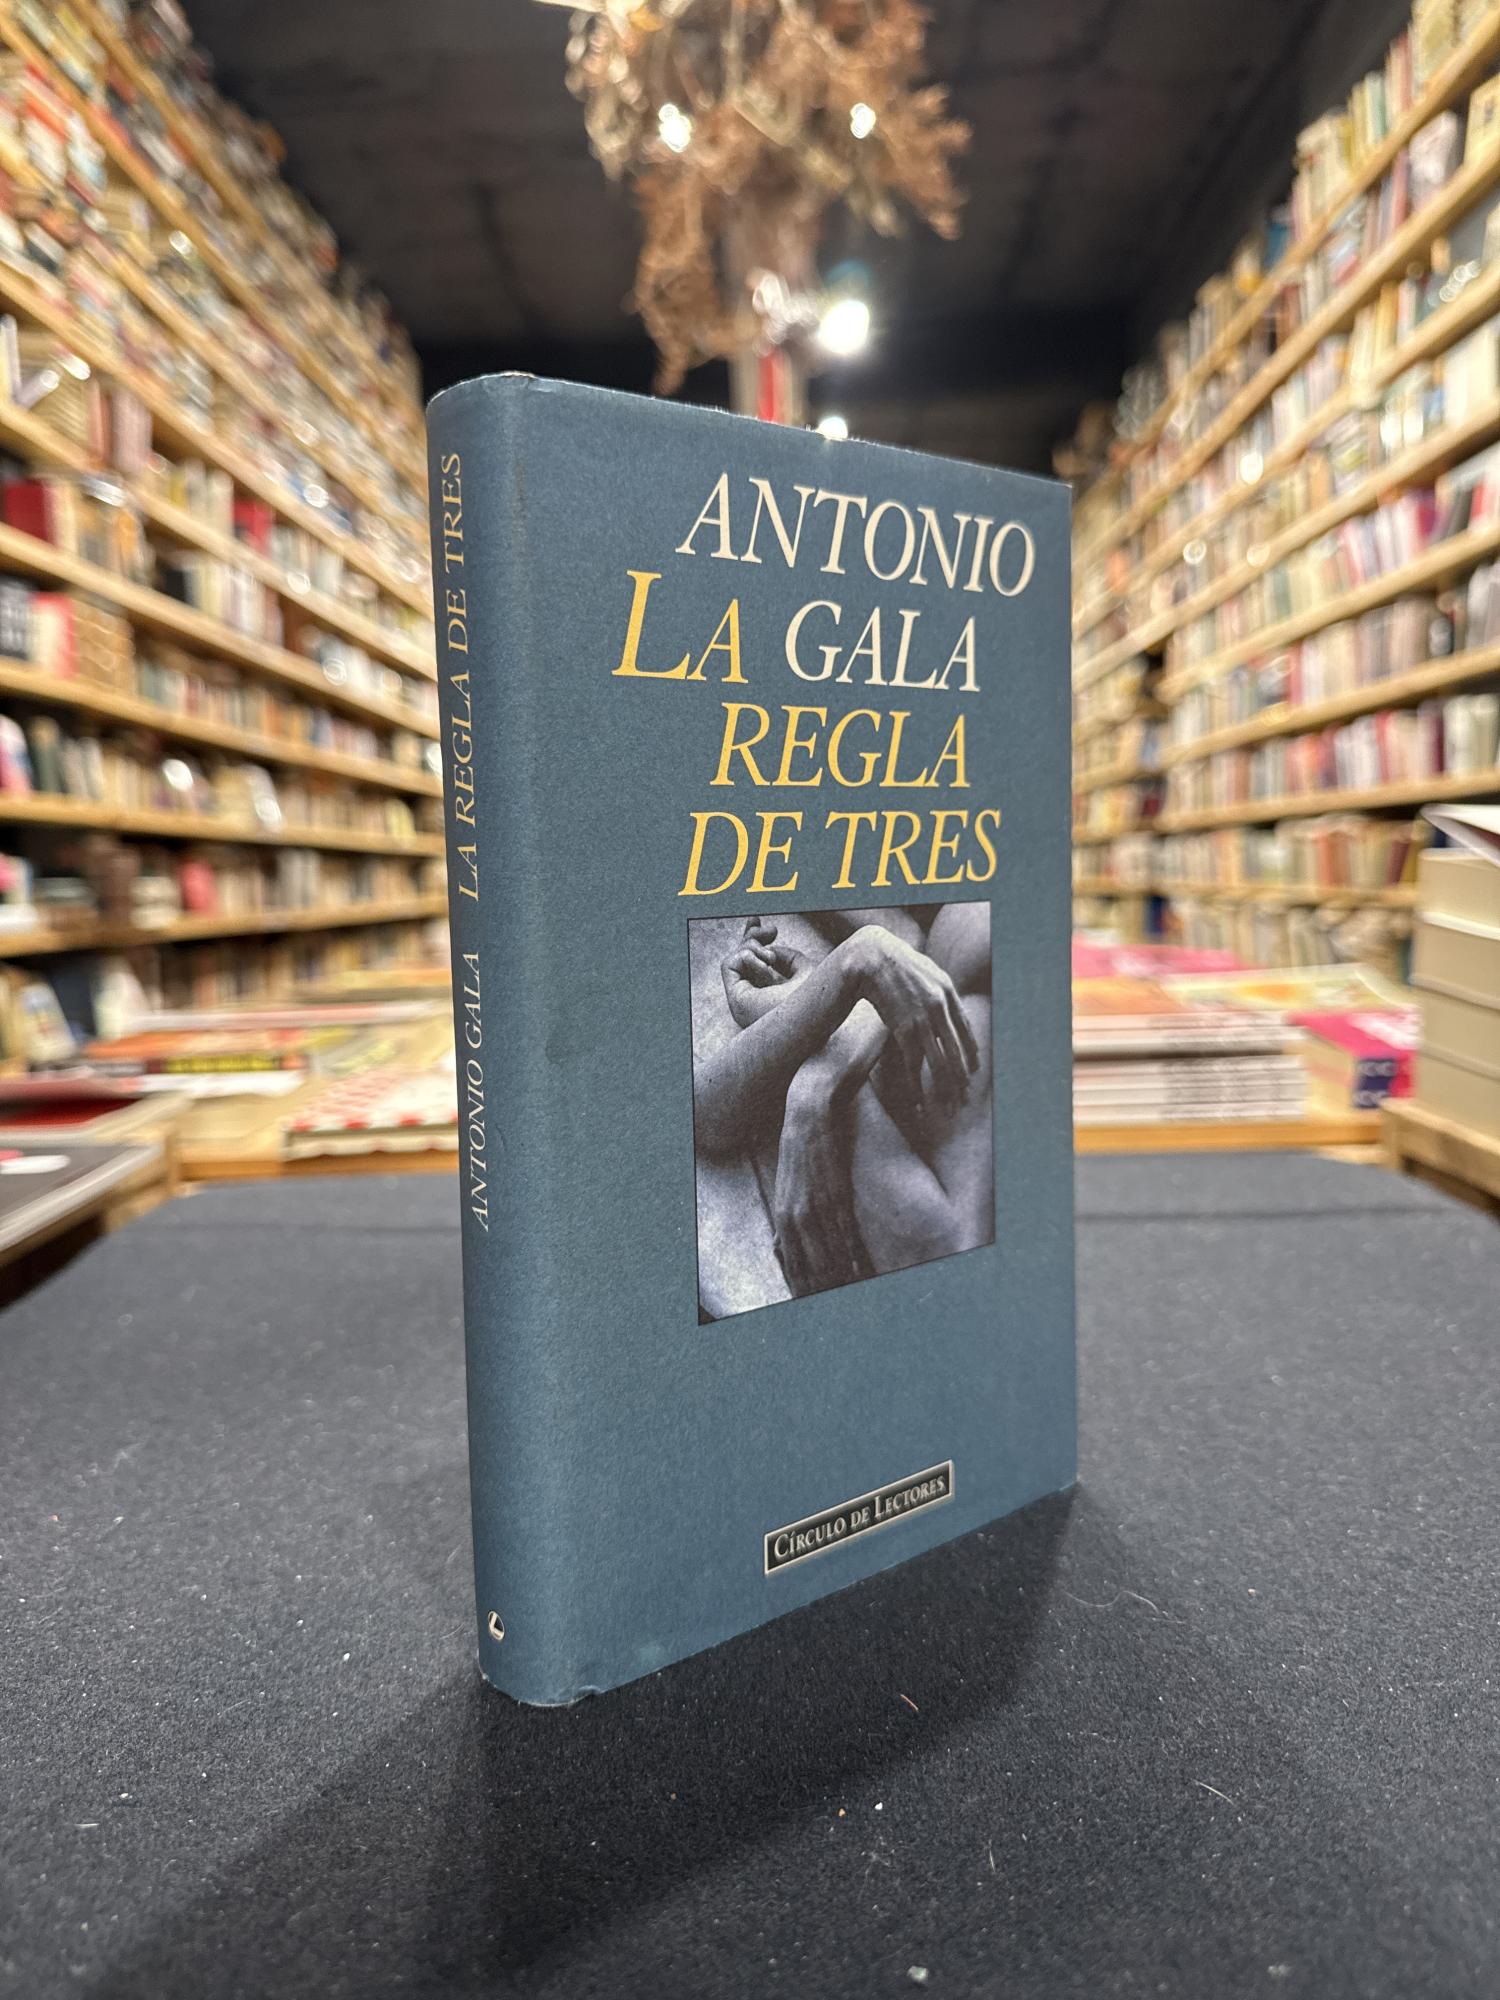 ANTONIO
LA GALA
REGLA
DE TRES
CÍRCULO DE LECTORES
ANTONIO GALA LA REGLA DE TRES